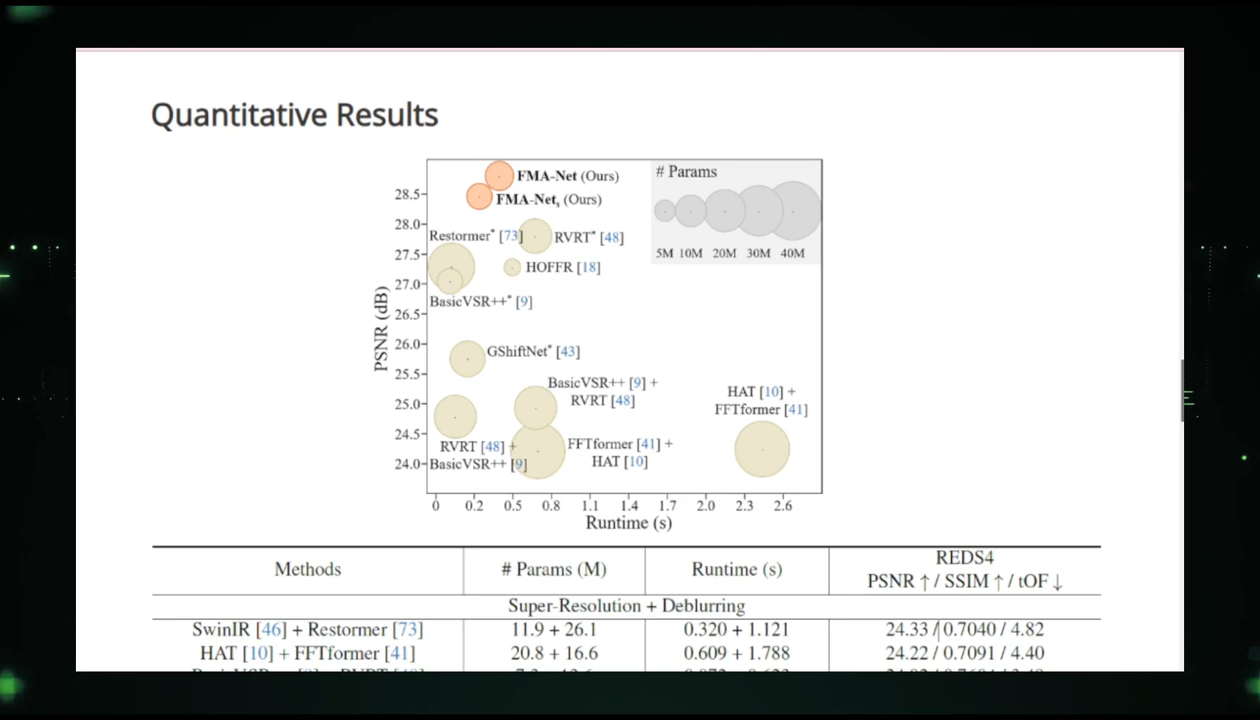 Quantitative Results
# Params
FMA-Net (Ours)
FMA-Nets (Ours)
28.5
28.0
27.5
27.0
26.5
26.0
25.5
25.0
24.5
24.0
PSNR (dB)
Restormer* [73]
RVRT* [48]
HOFFR [18]
5M 10M 20M 30M 40M
BasicVSR++* [9]
GShiftNet* [43]
BasicVSR++ [9] +
RVRT [48]
HAT [10] +
FFTformer [41]
RVRT [48] +
BasicVSR++ [9]
FFTformer [41] +
HAT [10]
0 0.2 0.5 0.8 1.1 1.4 1.7 2.0 2.3 2.6
Runtime (s)
Methods # Params (M) Runtime (s) REDS4
PSNR ↑ / SSIM ↑ / tOF ↓
Super-Resolution + Deblurring
SwinIR [46] + Restormer [73] 11.9 + 26.1 0.320 + 1.121 24.33 / 0.7040 / 4.82
HAT [10] + FFTformer [41] 20.8 + 16.6 0.609 + 1.788 24.22 / 0.7091 / 4.40